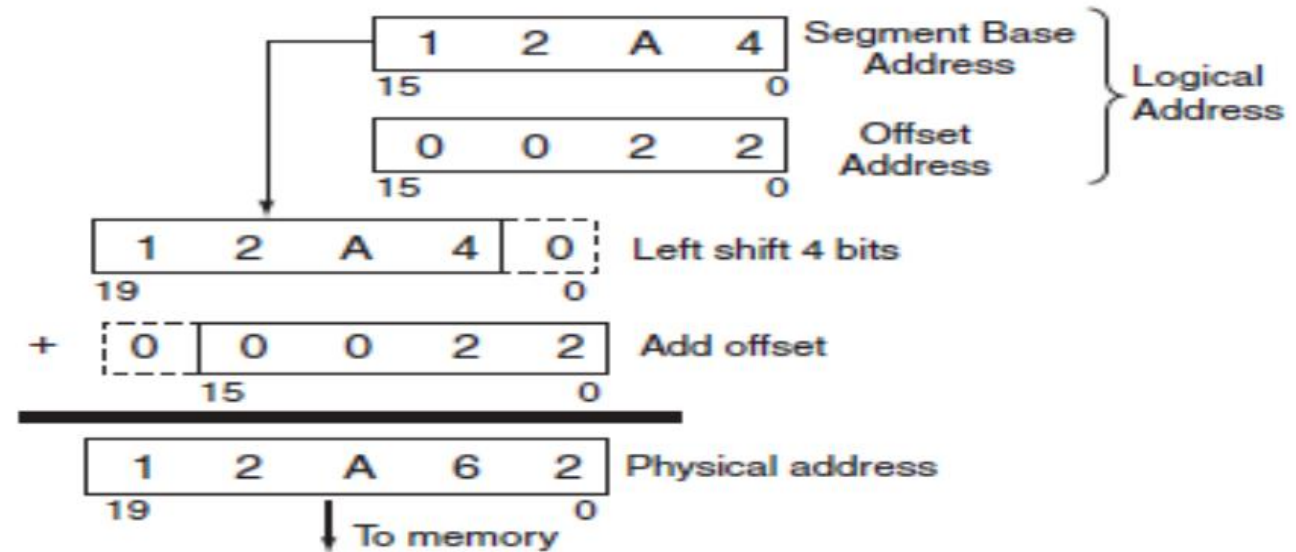 1 2 A 4 Segment Base
Address
15 0
Logical
Address
0 0 2 2 Offset
Address
15 0
1 2 A 4 0 Left shift 4 bits
19 0
+ 0 0 0 2 2 Add offset
15 0
1 2 A 6 2 Physical address
19 0
To memory